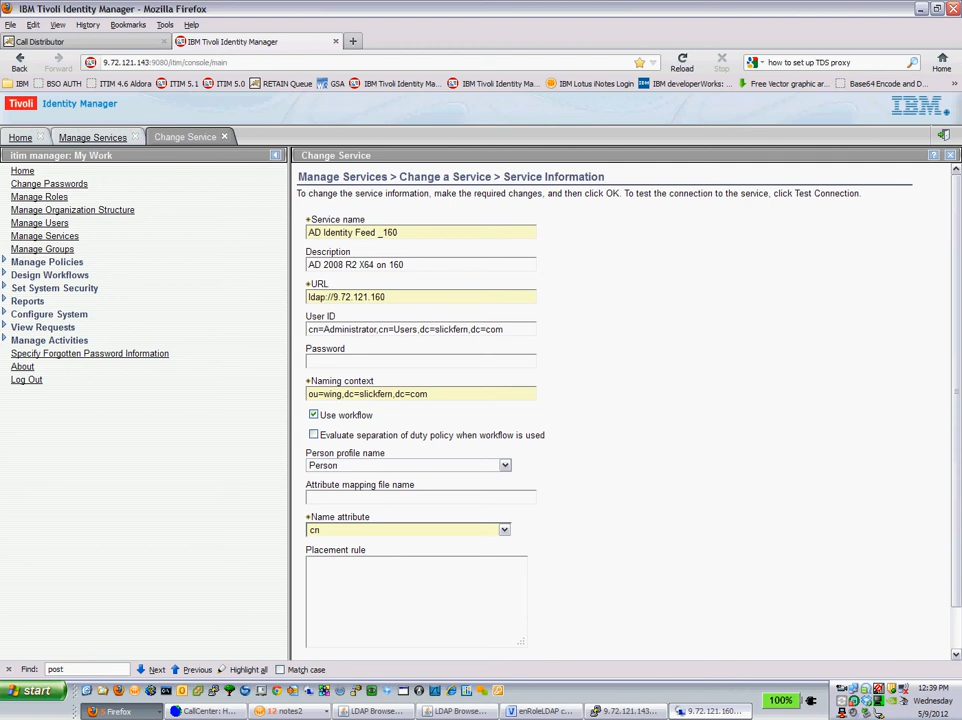 IBM Tivoli Identity Manager - Mozilla Firefox
File Edit View History Bookmarks Tools Help
Call Distributor
IBM Tivoli Identity Manager
Back Forward 9.72.121.143:9080/itim/console/main Reload Stop how to set up TDS proxy Home
IBM BSO AUTH ITIM 4.6 Aldora ITIM 5.1 ITIM 5.0 RETAIN Queue GSA IBM Tivoli Identity Ma... IBM Tivoli Identity Ma... IBM Lotus iNotes Login IBM developerWorks:... Free Vector graphic ar... Base64 Encode and D...
Tivoli Identity Manager IBM.
Home Manage Services Change Service
itim manager: My Work
Home
Change Passwords
Manage Roles
Manage Organization Structure
Manage Users
Manage Services
Manage Groups
Manage Policies
Design Workflows
Set System Security
Reports
Configure System
View Requests
Manage Activities
Specify Forgotten Password Information
About
Log Out
Change Service
Manage Services > Change a Service > Service Information
To change the service information, make the required changes, and then click OK. To test the connection to the service, click Test Connection.
*Service name
AD Identity Feed _160
Description
AD 2008 R2 X64 on 160
*URL
ldap://9.72.121.160
User ID
cn=Administrator,cn=Users,dc=slickfern,dc=com
Password
*Naming context
ou=wing,dc=slickfern,dc=com
Use workflow
Evaluate separation of duty policy when workflow is used
Person profile name
Person
Attribute mapping file name
*Name attribute
cn
Placement rule
Find: post Next Previous Highlight all Match case
start
100%
12:39 PM
Wednesday
5/9/2012
5 Firefox
CallCenter: H...
12 notes2
LDAP Browse...
LDAP Browse...
enRoleLDAP c...
9.72.121.143...
9.72.121.160...